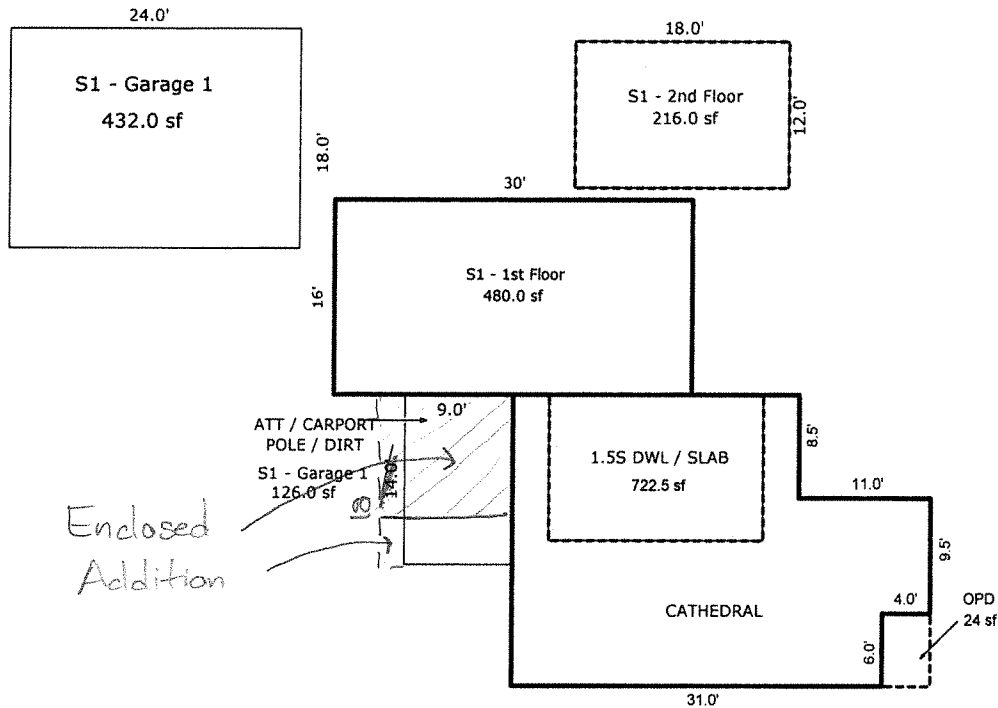 24.0'
S1 - Garage 1
432.0 sf
18.0'
18.0'
S1 - 2nd Floor
216.0 sf
12.0'
30'
S1 - 1st Floor
480.0 sf
16'
9.0'
ATT / CARPORT
POLE / DIRT
S1 - Garage 1
126.0 sf
14.0'
Enclosed
Addition
1.5S DWL / SLAB
722.5 sf
8.5'
11.0'
9.5'
CATHEDRAL
4.0'
OPD
24 sf
6.0'
31.0'